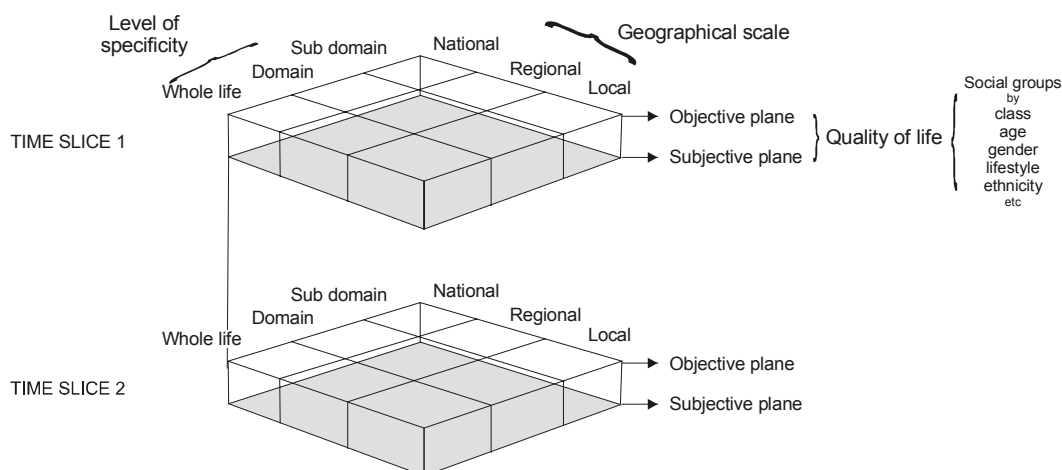 Level of
specificity
Sub domain
National
Geographical scale
Domain
Regional
Whole life
Local
Social groups
by
class
age
gender
lifestyle
ethnicity
etc
TIME SLICE 1
Objective plane
Subjective plane
Quality of life
Sub domain
National
Domain
Regional
Whole life
Local
TIME SLICE 2
Objective plane
Subjective plane